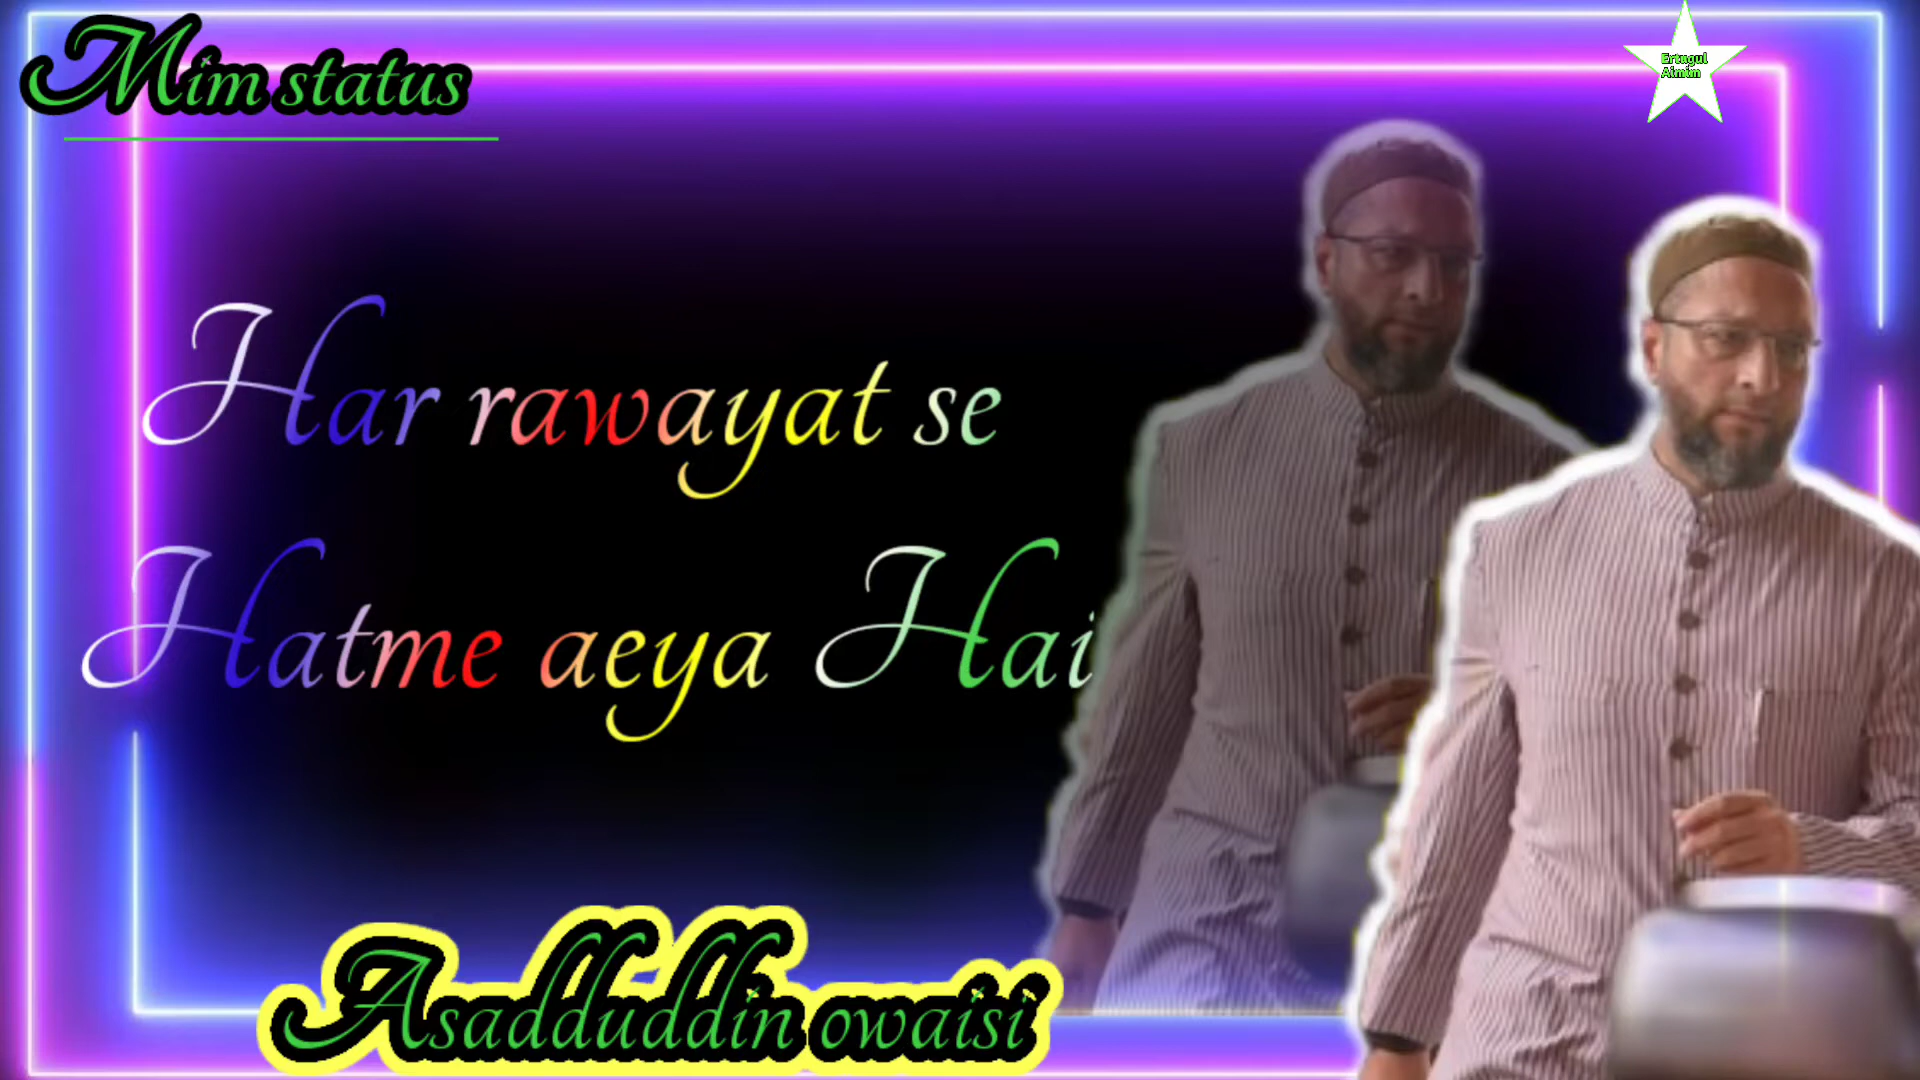 Mim status
Ertugul
Aimim
Har rawayat se
Hatme aeya Hai
Asadduddin owaisi